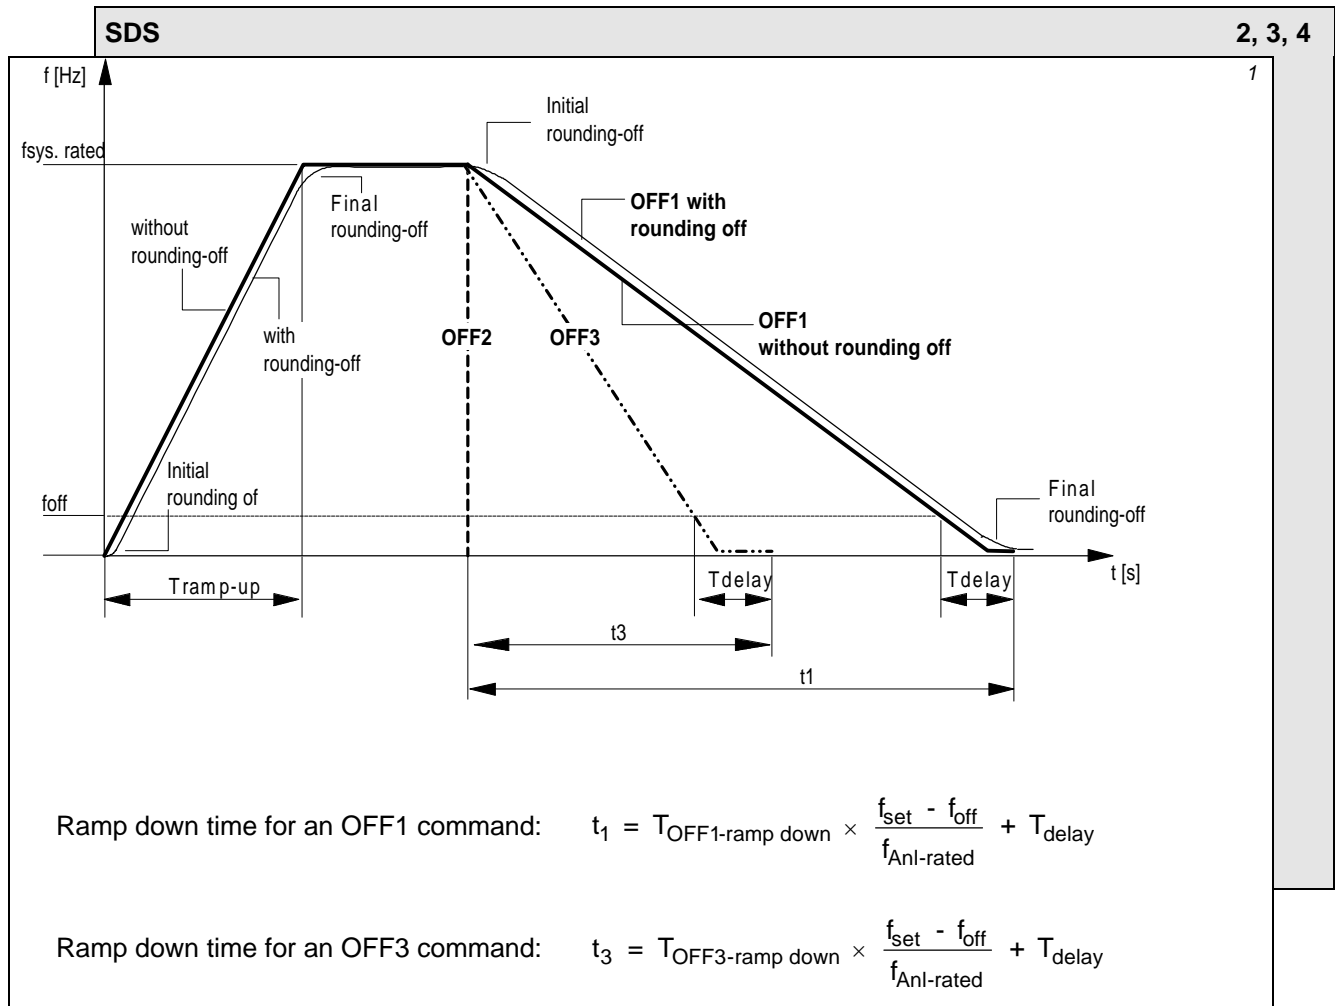 SDS 2, 3, 4
1
f [Hz]
Initial
rounding-off
fsys. rated
Final
rounding-off
OFF1 with
rounding off
without
rounding-off
with
rounding-off
OFF2
OFF3
OFF1
without rounding off
Initial
rounding of
foff
Final
rounding-off
t [s]
Tramp-up
Tdelay
Tdelay
t3
t1
Ramp down time for an OFF1 command: t1 = TOFF1-ramp down × (fset - foff) / fAnl-rated + Tdelay
Ramp down time for an OFF3 command: t3 = TOFF3-ramp down × (fset - foff) / fAnl-rated + Tdelay